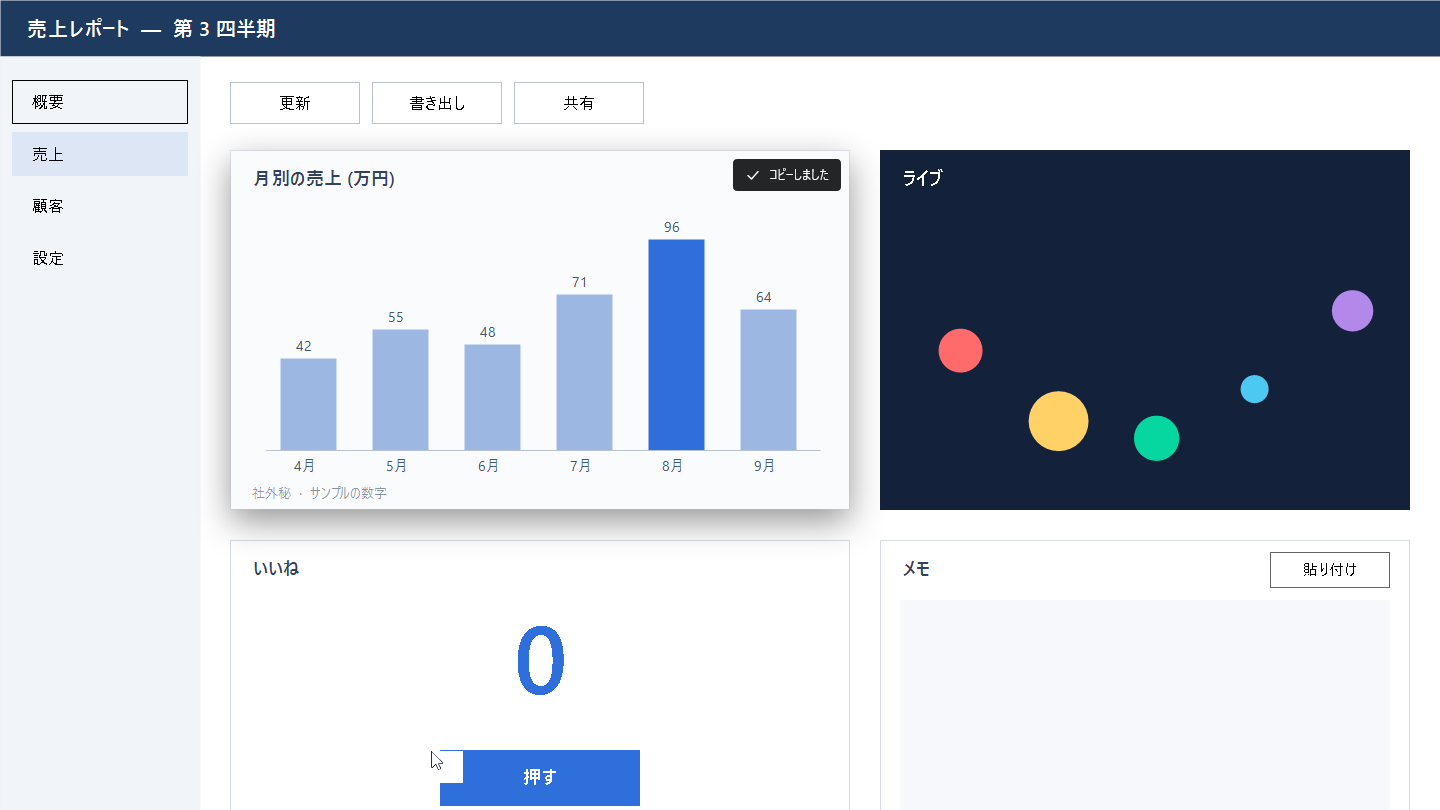 売上レポート — 第 3 四半期
概要
売上
顧客
設定
更新
書き出し
共有
月別の売上 (万円)
コピーしました
42
55
48
71
96
64
4月
5月
6月
7月
8月
9月
社外秘 · サンプルの数字
ライブ
いいね
0
押す
メモ
貼り付け